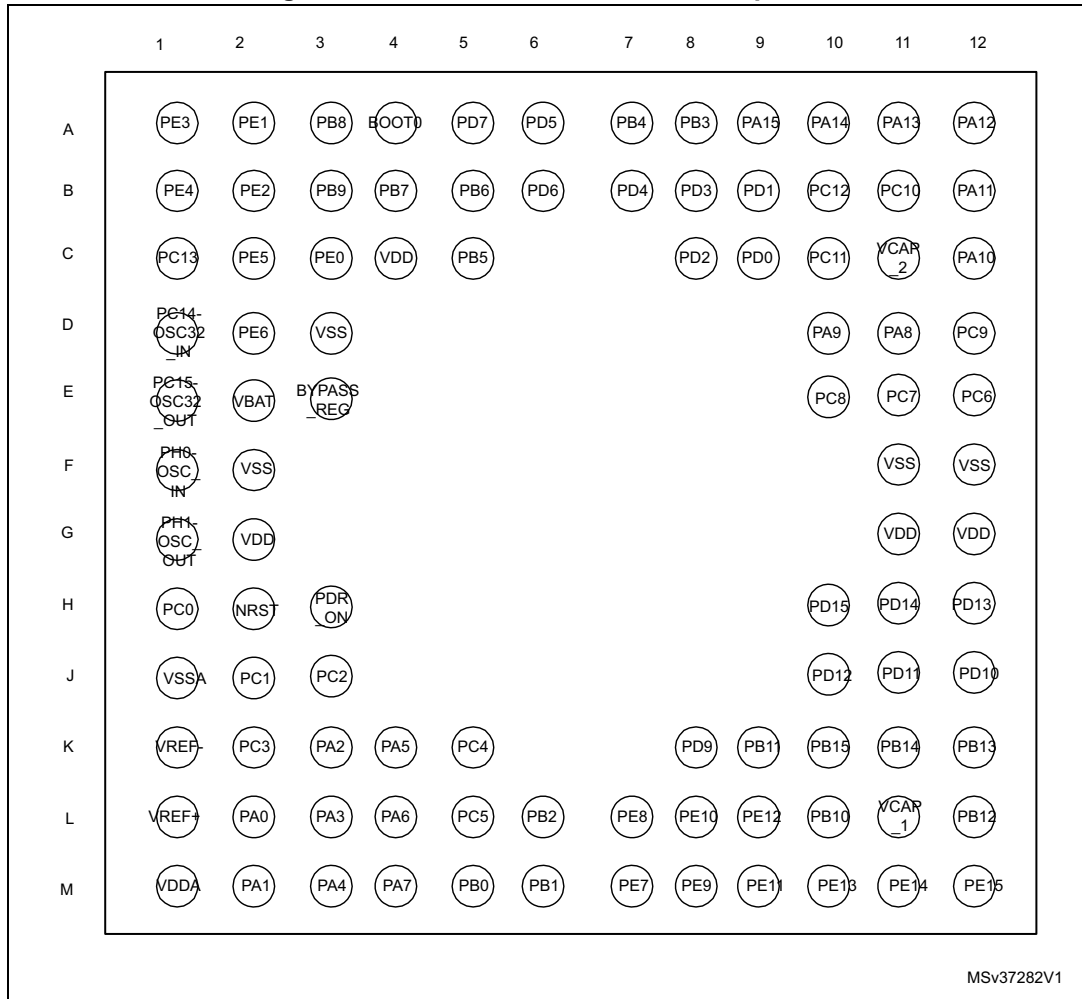 1 2 3 4 5 6 7 8 9 10 11 12
A PE3 PE1 PB8 BOOT0 PD7 PD5 PB4 PB3 PA15 PA14 PA13 PA12
B PE4 PE2 PB9 PB7 PB6 PD6 PD4 PD3 PD1 PC12 PC10 PA11
C PC13 PE5 PE0 VDD PB5 PD2 PD0 PC11 VCAP_2 PA10
D PC14-OSC32_IN PE6 VSS PA9 PA8 PC9
E PC15-OSC32_OUT VBAT BYPASS_REG PC8 PC7 PC6
F PH0-OSC_IN VSS VSS VSS
G PH1-OSC_OUT VDD VDD VDD
H PC0 NRST PDR_ON PD15 PD14 PD13
J VSSA PC1 PC2 PD12 PD11 PD10
K VREF- PC3 PA2 PA5 PC4 PD9 PB11 PB15 PB14 PB13
L VREF+ PA0 PA3 PA6 PC5 PB2 PE8 PE10 PE12 PB10 VCAP_1 PB12
M VDDA PA1 PA4 PA7 PB0 PB1 PE7 PE9 PE11 PE13 PE14 PE15
MSv37282V1